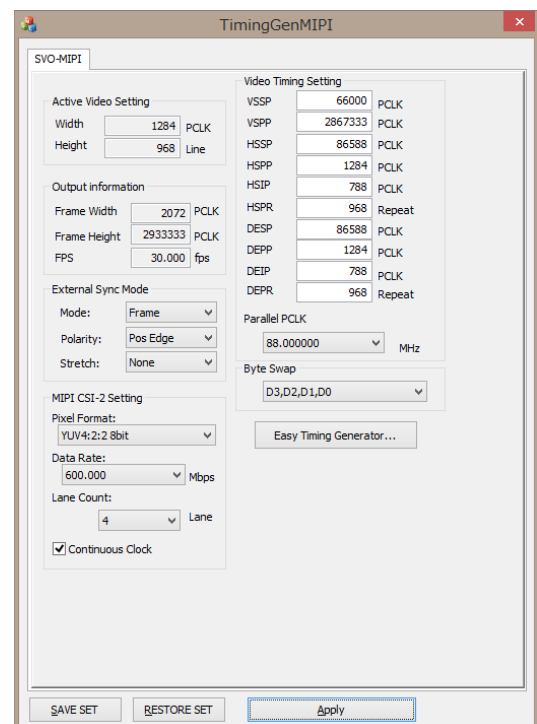 TimingGenMIPI
SVO-MIPI
Active Video Setting
Width 1284 PCLK
Height 968 Line
Output information
Frame Width 2072 PCLK
Frame Height 2933333 PCLK
FPS 30.000 fps
External Sync Mode
Mode: Frame
Polarity: Pos Edge
Stretch: None
MIPI CSI-2 Setting
Pixel Format:
YUV4:2:2 8bit
Data Rate:
600.000 Mbps
Lane Count:
4 Lane
Continuous Clock
Video Timing Setting
VSSP 66000 PCLK
VSPP 2867333 PCLK
HSSP 86588 PCLK
HSPP 1284 PCLK
HSIP 788 PCLK
HSPR 968 Repeat
DESP 86588 PCLK
DEPP 1284 PCLK
DEIP 788 PCLK
DEPR 968 Repeat
Parallel PCLK
88.000000 MHz
Byte Swap
D3,D2,D1,D0
Easy Timing Generator...
SAVE SET RESTORE SET Apply